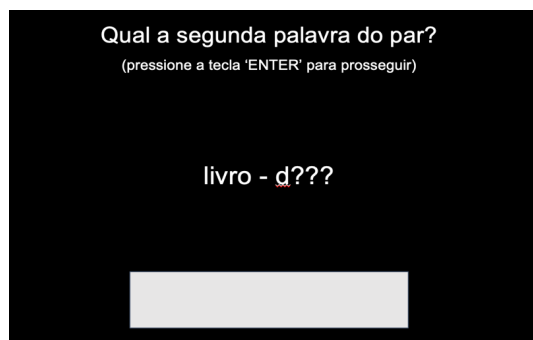 Qual a segunda palavra do par?
(pressione a tecla ‘ENTER’ para prosseguir)
livro - d???